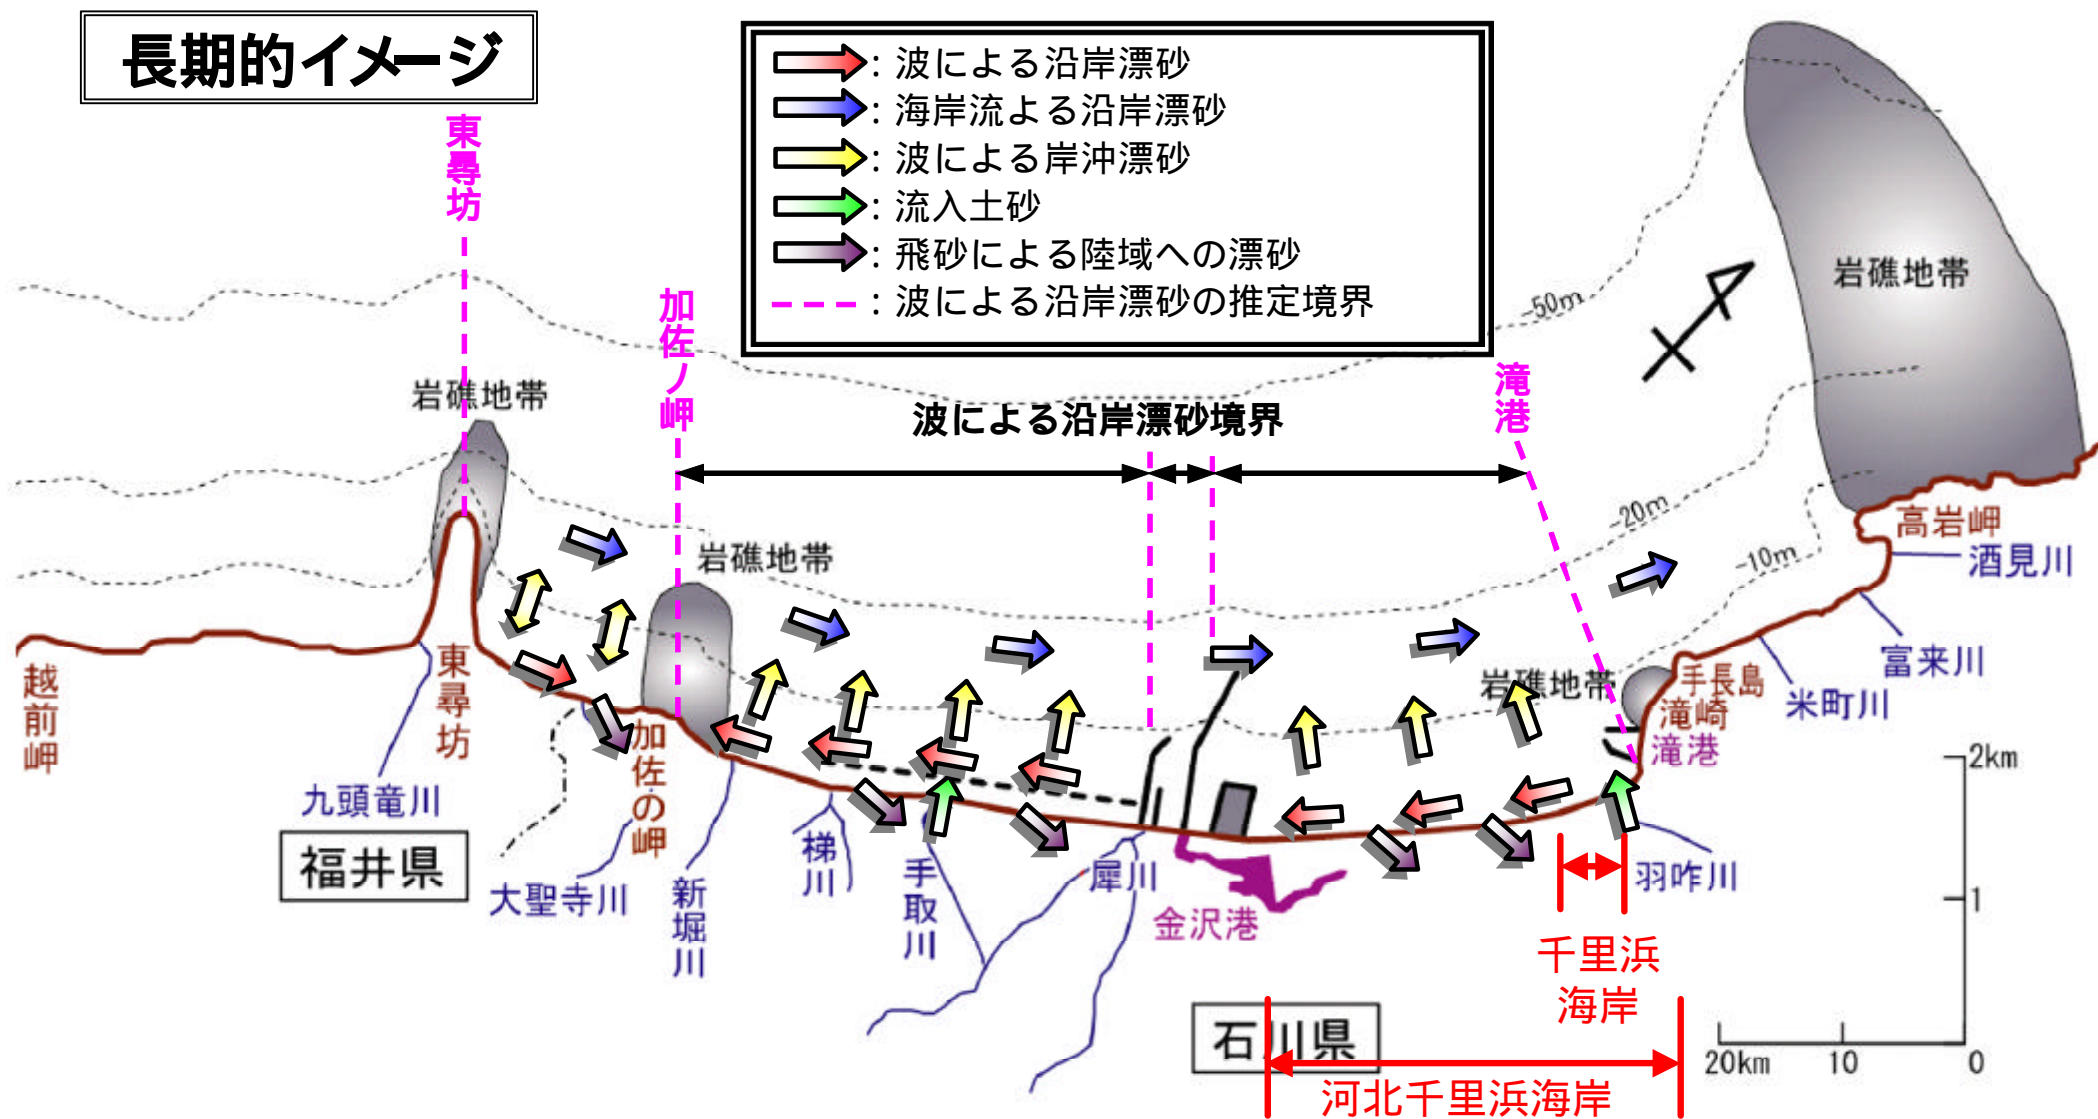 長期的イメージ
: 波による沿岸漂砂
: 海岸流よる沿岸漂砂
: 波による岸沖漂砂
: 流入土砂
: 飛砂による陸域への漂砂
: 波による沿岸漂砂の推定境界
東尋坊
加佐ノ岬
滝港
岩礁地帯
-50m
岩礁地帯
波による沿岸漂砂境界
-20m
高岩岬
酒見川
岩礁地帯
-10m
富来川
岩礁地帯
手長島
滝崎
滝港
米町川
越前岬
東尋坊
加佐の岬
九頭竜川
福井県
大聖寺川
新堀川
梯川
手取川
犀川
金沢港
羽咋川
2km
1
千里浜
海岸
石川県
20km
10
0
河北千里浜海岸